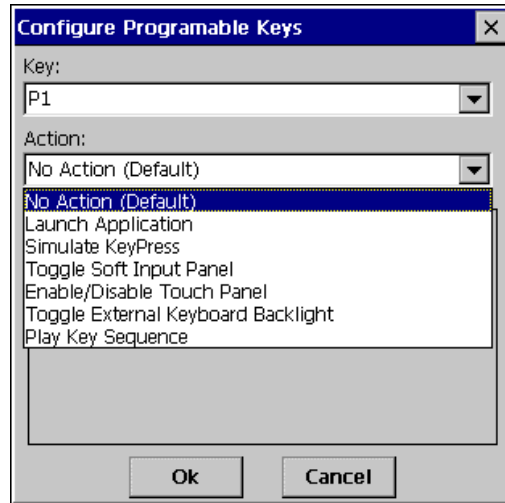 Configure Programable Keys
Key:
P1
Action:
No Action (Default)
No Action (Default)
Launch Application
Simulate KeyPress
Toggle Soft Input Panel
Enable/Disable Touch Panel
Toggle External Keyboard Backlight
Play Key Sequence
Ok Cancel